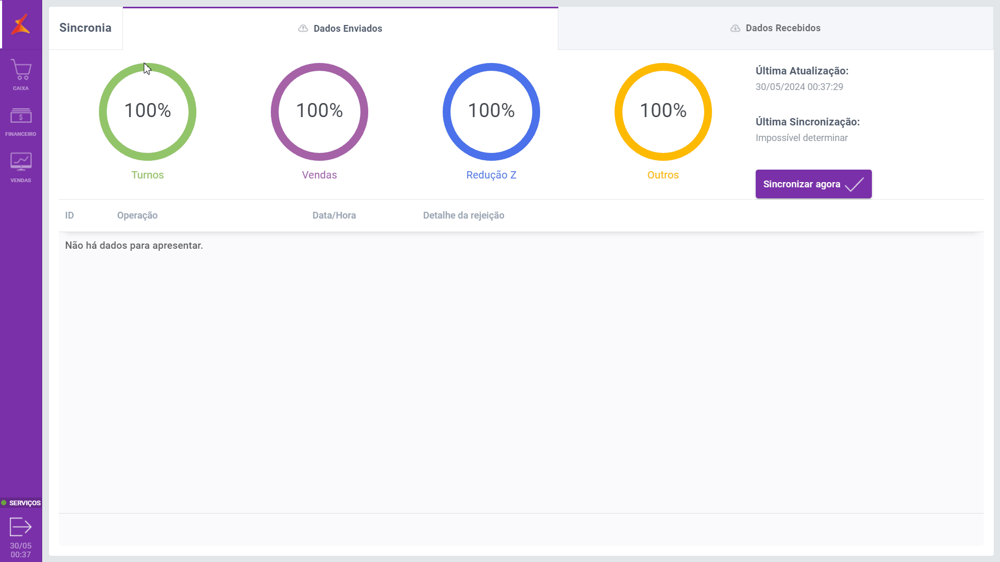 Sincronia
Dados Enviados
Dados Recebidos
CAIXA
FINANCEIRO
VENDAS
100%
Turnos
100%
Vendas
100%
Redução Z
100%
Outros
Última Atualização:
30/05/2024 00:37:29
Última Sincronização:
Impossível determinar
Sincronizar agora
ID Operação Data/Hora Detalhe da rejeição
Não há dados para apresentar.
SERVIÇOS
30/05
00:37